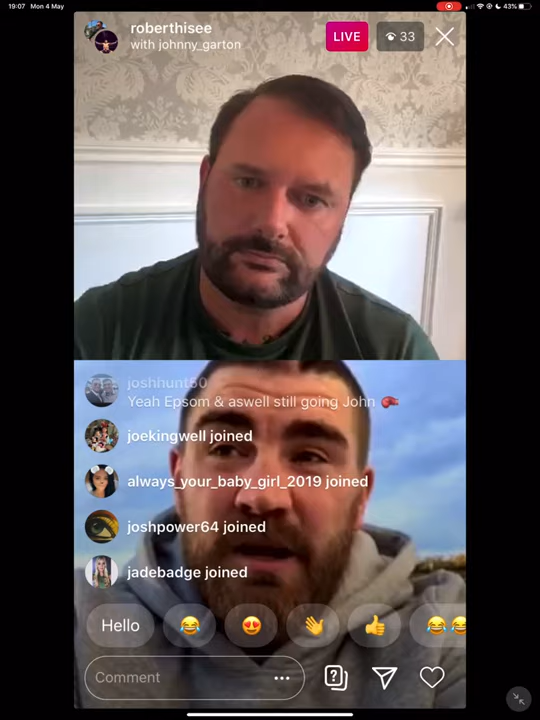 19:07 Mon 4 May
43%
roberthisee
with johnny_garton
LIVE
33
joshhunt50
Yeah Epsom & aswell still going John
joekingwell joined
always_your_baby_girl_2019 joined
joshpower64 joined
jadebadge joined
Hello
Comment